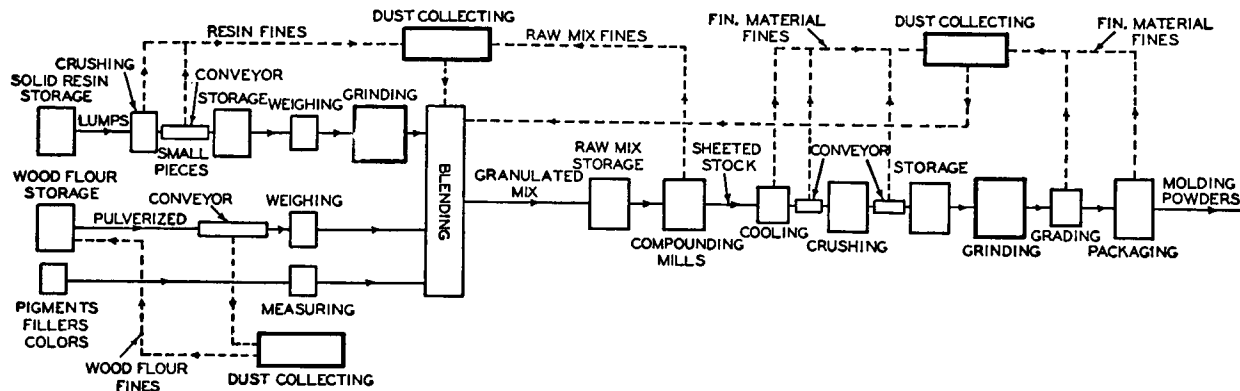 DUST COLLECTING
FIN. MATERIAL
FINES
DUST COLLECTING
FIN. MATERIAL
FINES
RESIN FINES
RAW MIX FINES
CRUSHING
SOLID RESIN
STORAGE
CONVEYOR
STORAGE
WEIGHING
GRINDING
LUMPS
SMALL
PIECES
WOOD FLOUR
STORAGE
CONVEYOR
WEIGHING
PULVERIZED
BLENDING
GRANULATED
MIX
RAW MIX
STORAGE
SHEETED
STOCK
CONVEYOR
STORAGE
MOLDING
POWDERS
COMPOUNDING
MILLS
COOLING
CRUSHING
GRINDING
GRADING
PACKAGING
PIGMENTS
FILLERS
COLORS
MEASURING
WOOD FLOUR
FINES
DUST COLLECTING